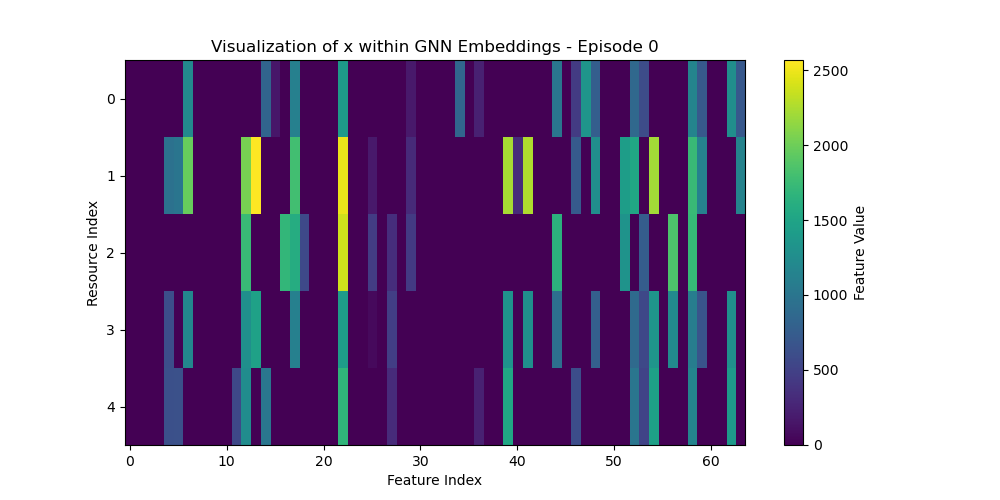 Visualization of x within GNN Embeddings - Episode 0
Resource Index
0
1
2
3
4
0 10 20 30 40 50 60
Feature Index
2500
2000
1500
1000
500
0
Feature Value